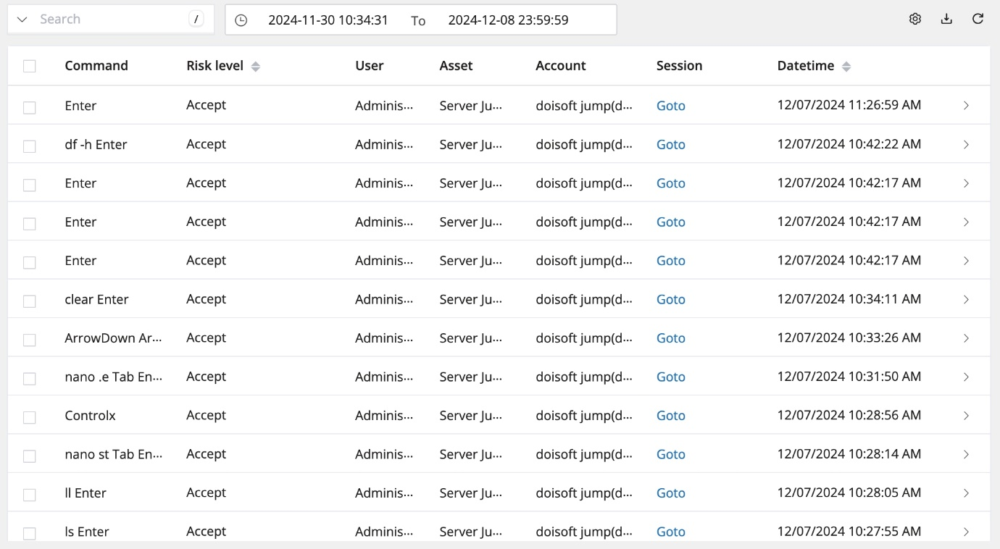 Search / 2024-11-30 10:34:31 To 2024-12-08 23:59:59
Command Risk level User Asset Account Session Datetime
Enter Accept Adminis... Server Ju... doisoft jump(d... Goto 12/07/2024 11:26:59 AM
df -h Enter Accept Adminis... Server Ju... doisoft jump(d... Goto 12/07/2024 10:42:22 AM
Enter Accept Adminis... Server Ju... doisoft jump(d... Goto 12/07/2024 10:42:17 AM
Enter Accept Adminis... Server Ju... doisoft jump(d... Goto 12/07/2024 10:42:17 AM
Enter Accept Adminis... Server Ju... doisoft jump(d... Goto 12/07/2024 10:42:17 AM
clear Enter Accept Adminis... Server Ju... doisoft jump(d... Goto 12/07/2024 10:34:11 AM
ArrowDown Ar... Accept Adminis... Server Ju... doisoft jump(d... Goto 12/07/2024 10:33:26 AM
nano .e Tab En... Accept Adminis... Server Ju... doisoft jump(d... Goto 12/07/2024 10:31:50 AM
Controlx Accept Adminis... Server Ju... doisoft jump(d... Goto 12/07/2024 10:28:56 AM
nano st Tab En... Accept Adminis... Server Ju... doisoft jump(d... Goto 12/07/2024 10:28:14 AM
ll Enter Accept Adminis... Server Ju... doisoft jump(d... Goto 12/07/2024 10:28:05 AM
ls Enter Accept Adminis... Server Ju... doisoft jump(d... Goto 12/07/2024 10:27:55 AM